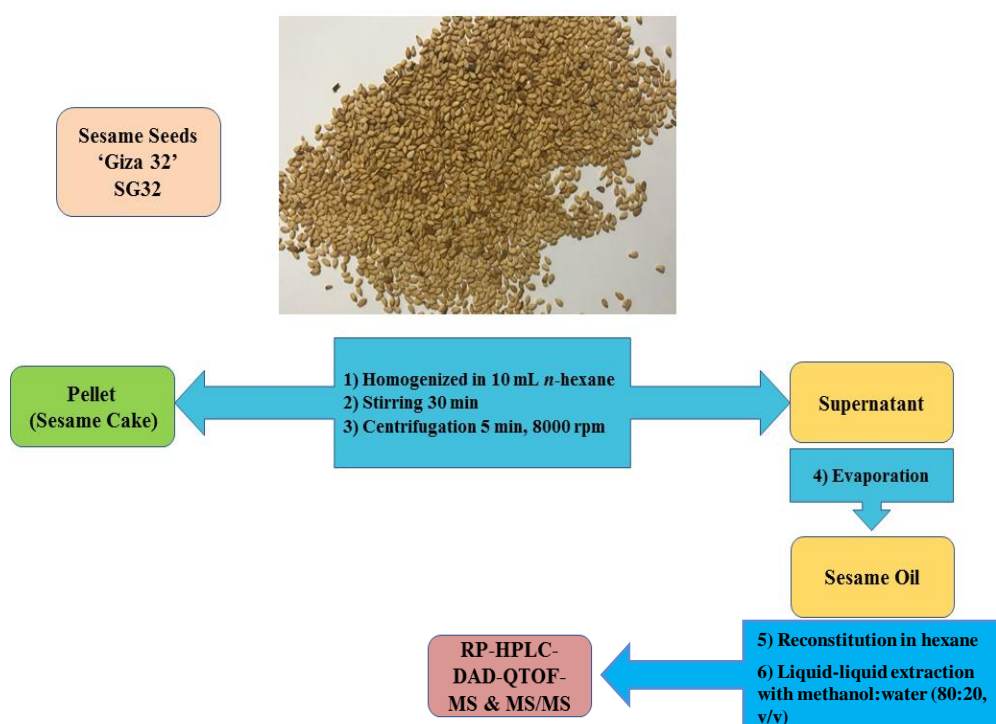 Sesame Seeds
‘Giza 32’
SG32
1) Homogenized in 10 mL n-hexane
2) Stirring 30 min
3) Centrifugation 5 min, 8000 rpm
Pellet
(Sesame Cake)
Supernatant
4) Evaporation
Sesame Oil
5) Reconstitution in hexane
6) Liquid-liquid extraction
with methanol:water (80:20,
v/v)
RP-HPLC-
DAD-QTOF-
MS & MS/MS